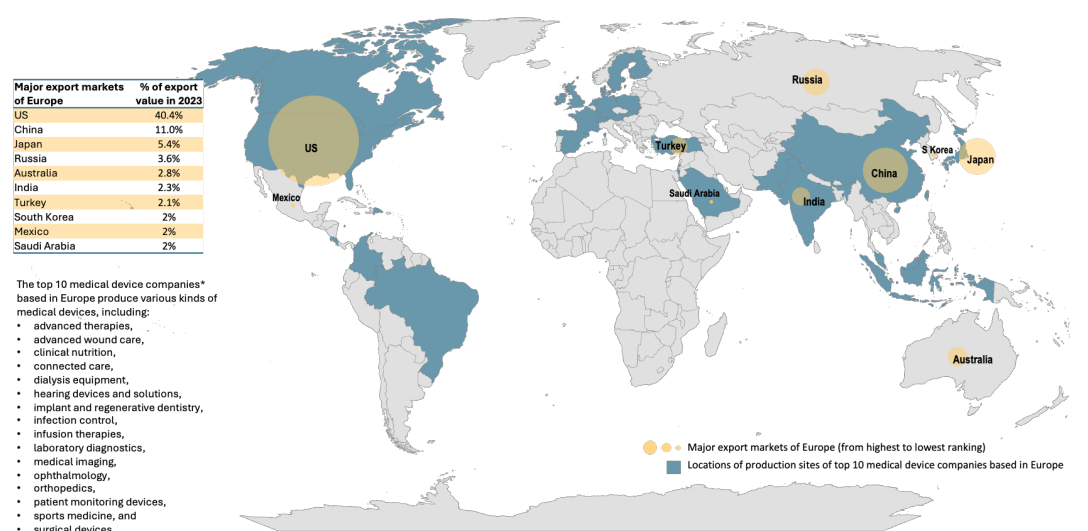 Major export markets of Europe % of export value in 2023
US 40.4%
China 11.0%
Japan 5.4%
Russia 3.6%
Australia 2.8%
India 2.3%
Turkey 2.1%
South Korea 2%
Mexico 2%
Saudi Arabia 2%
The top 10 medical device companies*
based in Europe produce various kinds of
medical devices, including:
• advanced therapies,
• advanced wound care,
• clinical nutrition,
• connected care,
• dialysis equipment,
• hearing devices and solutions,
• implant and regenerative dentistry,
• infection control,
• infusion therapies,
• laboratory diagnostics,
• medical imaging,
• ophthalmology,
• orthopedics,
• patient monitoring devices,
• sports medicine, and
• surgical devices
Russia
US
Turkey
S Korea
Japan
China
Mexico
Saudi Arabia
India
Australia
Major export markets of Europe (from highest to lowest ranking)
Locations of production sites of top 10 medical device companies based in Europe